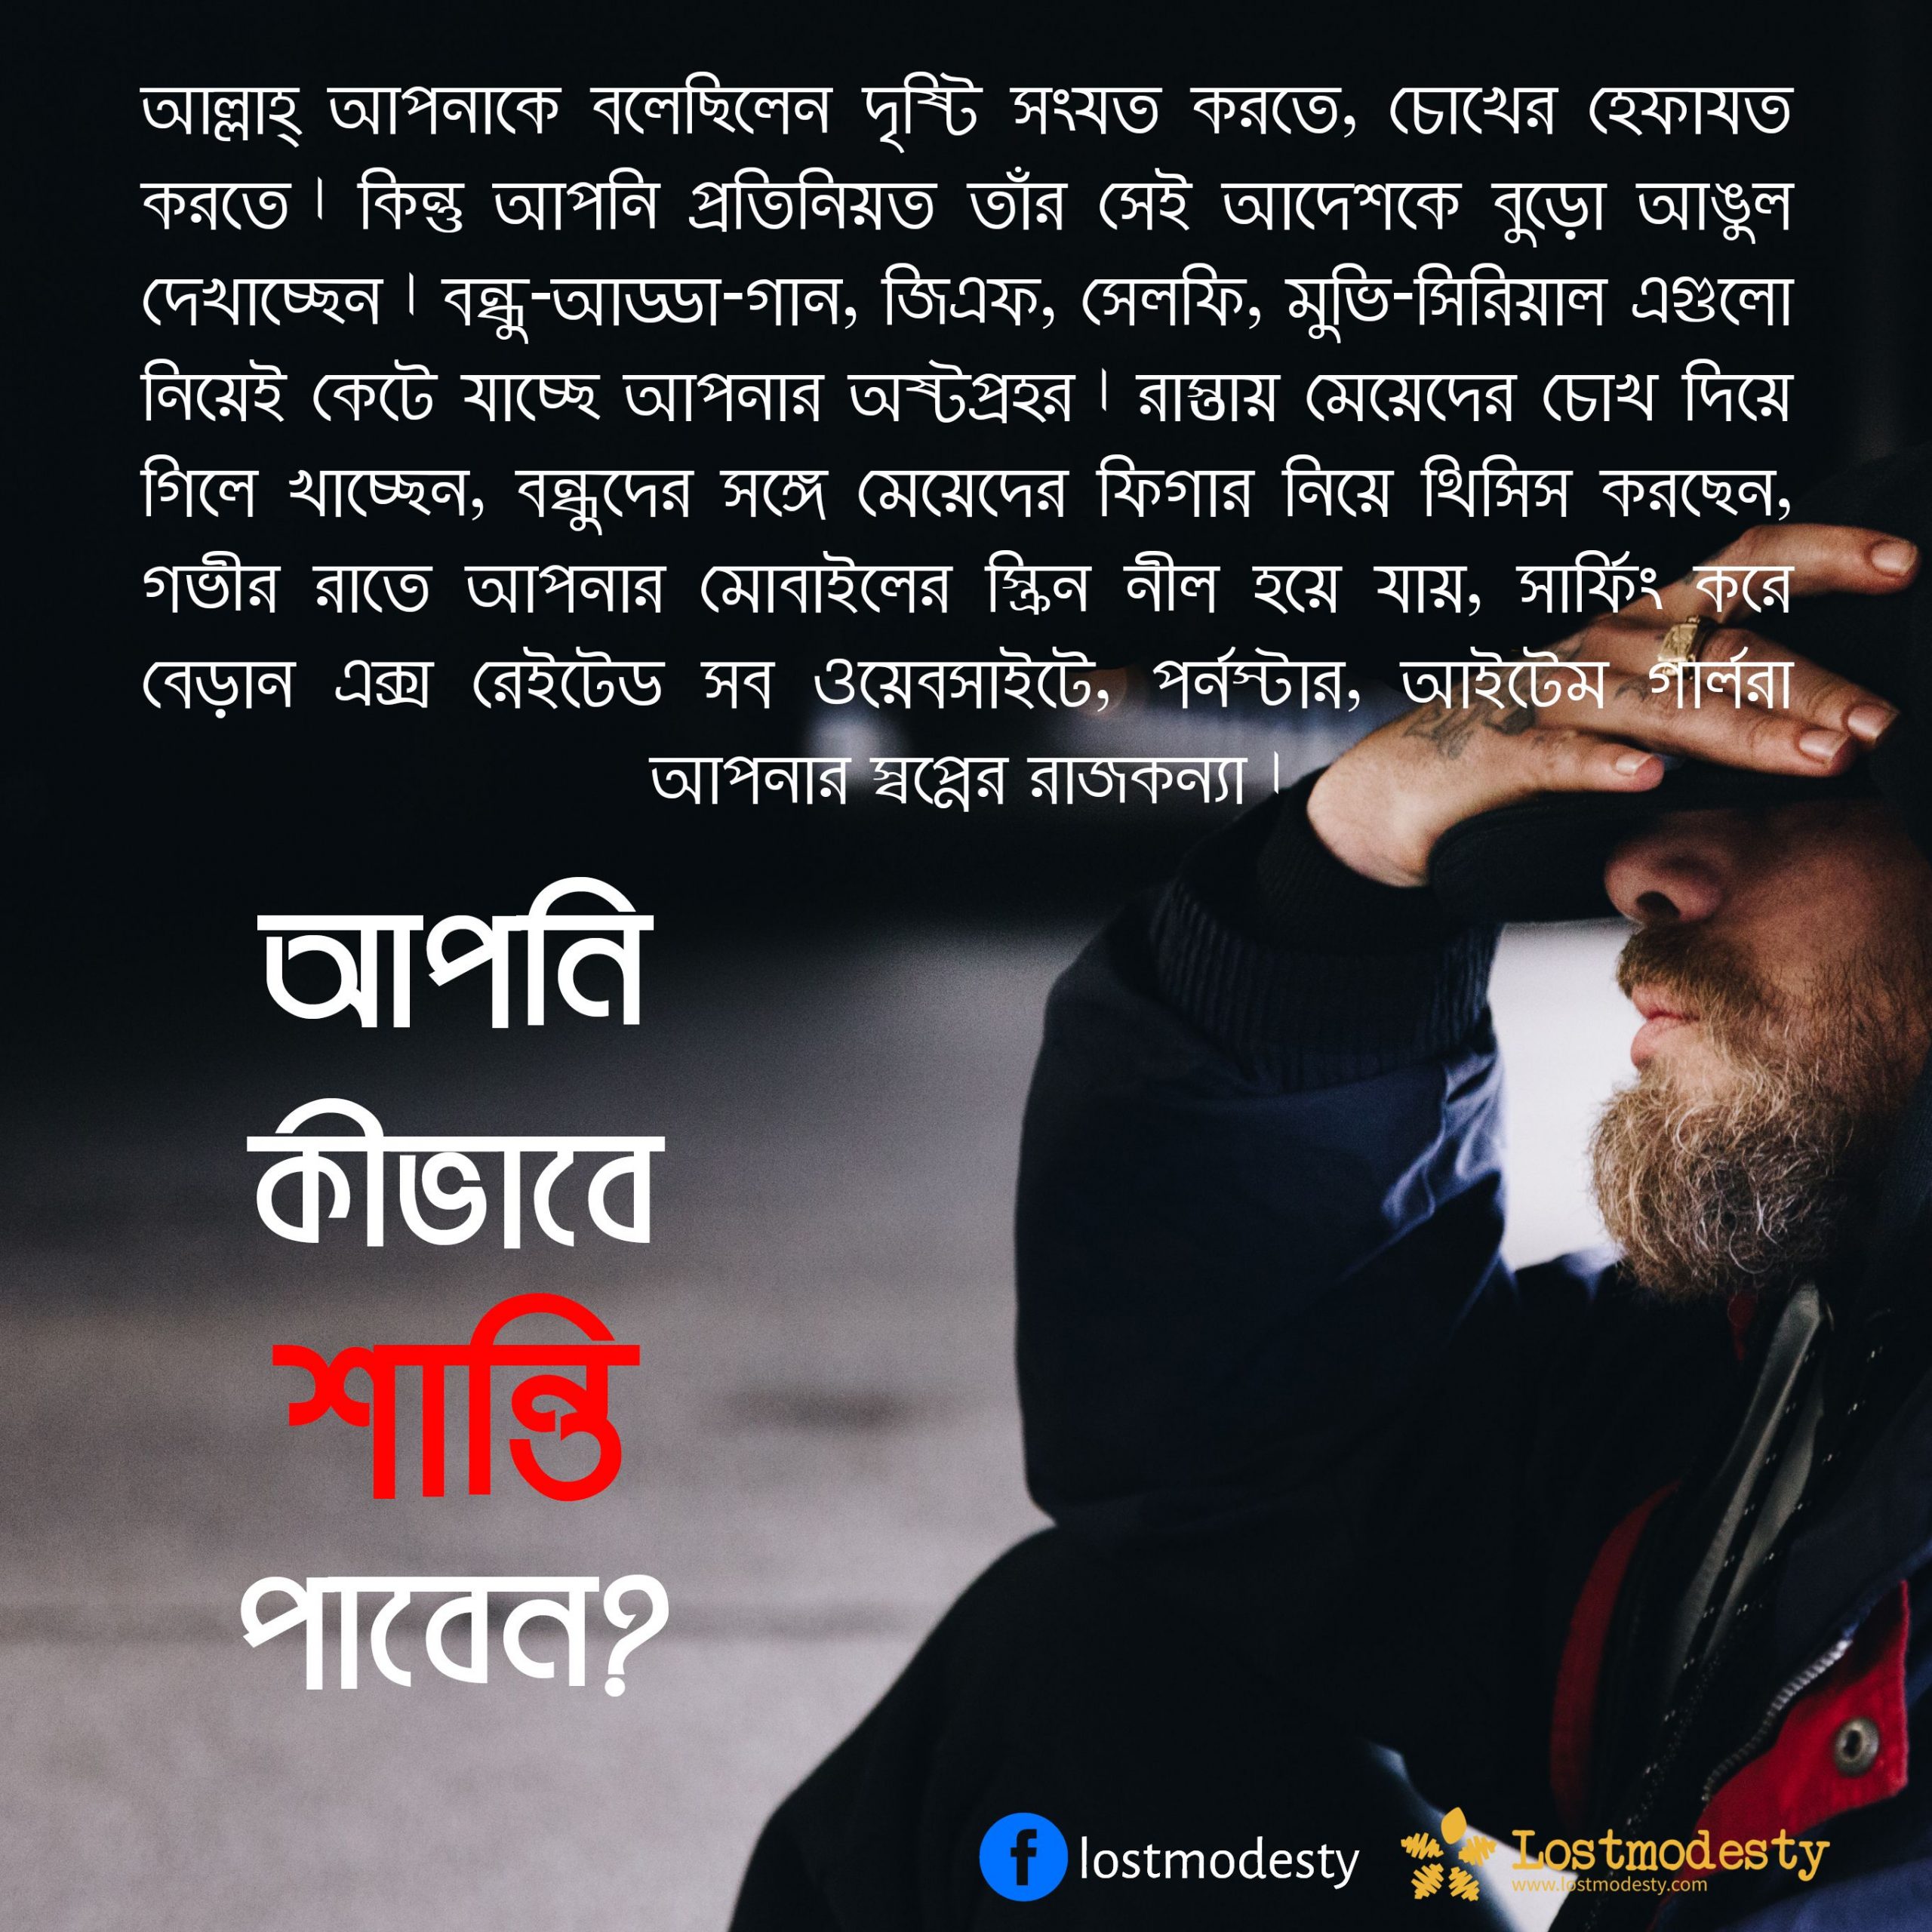 আল্লাহ্ আপনাকে বলেছিলেন দৃষ্টি সংযত করতে, চোখের হেফাযত
করতে। কিন্তু আপনি প্রতিনিয়ত তাঁর সেই আদেশকে বুড়ো আঙুল
দেখাচ্ছেন। বন্ধু-আড্ডা-গান, জিএফ, সেলফি, মুভি-সিরিয়াল এগুলো
নিয়েই কেটে যাচ্ছে আপনার অষ্টপ্রহর। রাস্তায় মেয়েদের চোখ দিয়ে
গিলে খাচ্ছেন, বন্ধুদের সঙ্গে মেয়েদের ফিগার নিয়ে থিসিস করছেন,
গভীর রাতে আপনার মোবাইলের স্ক্রিন নীল হয়ে যায়, সার্ফিং করে
বেড়ান এক্স রেইটেড সব ওয়েবসাইটে, পর্নস্টার, আইটেম গার্লরা
আপনার স্বপ্নের রাজকন্যা।
আপনি
কীভাবে
শান্তি
পাবেন?
f lostmodesty
Lostmodesty
www.lostmodesty.com